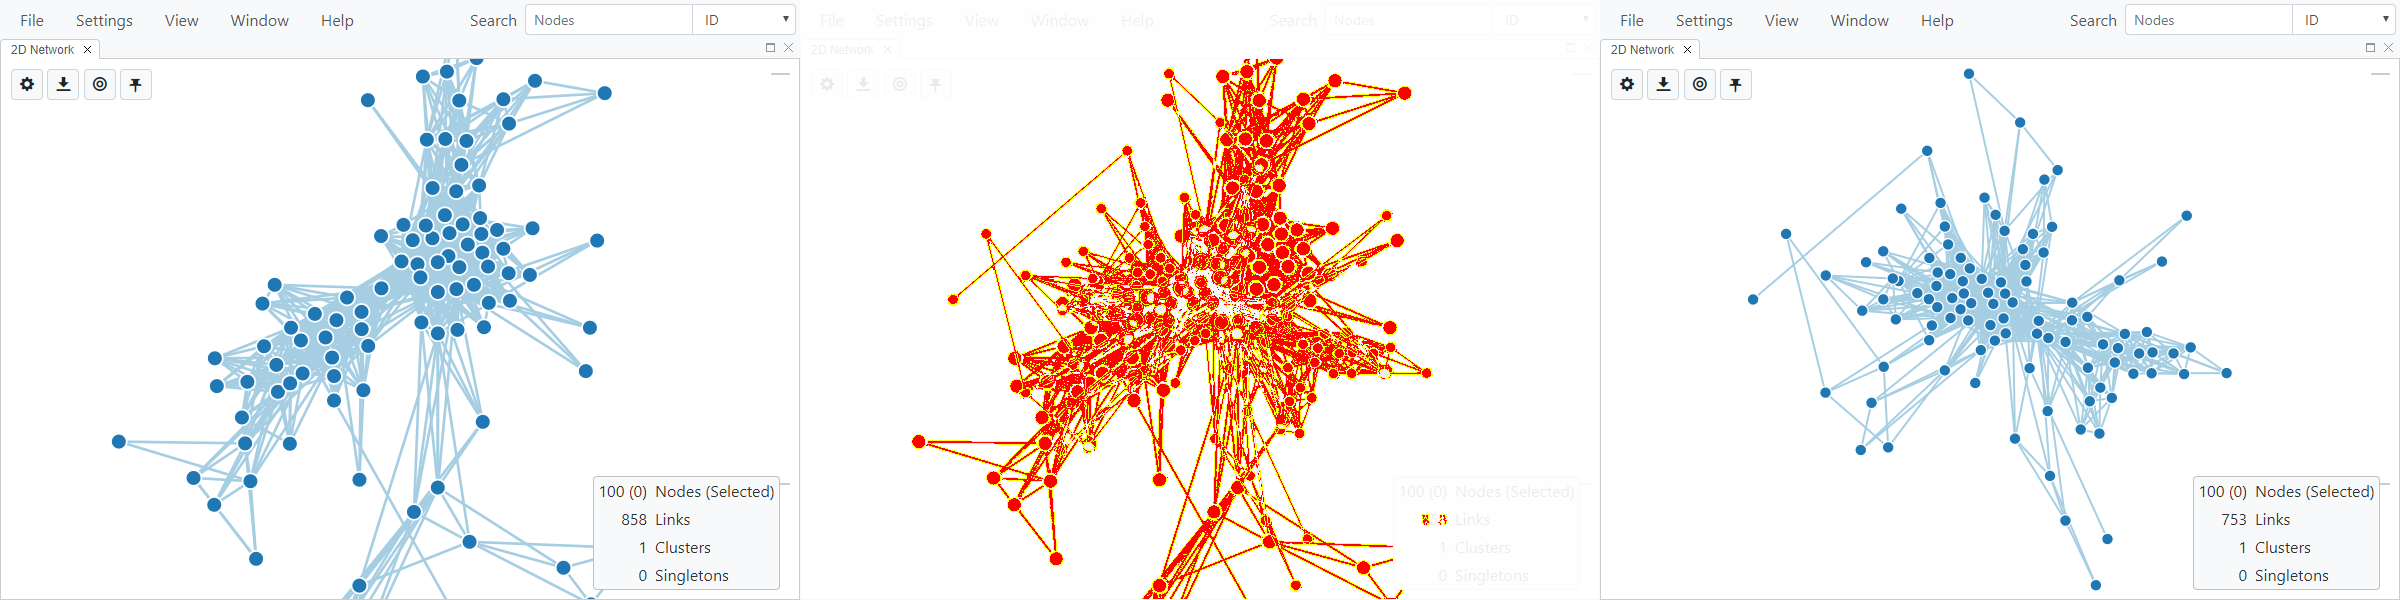 File Settings View Window Help Search Nodes ID
2D Network
100 (0) Nodes (Selected)
858 Links
1 Clusters
0 Singletons
File Settings View Window Help Search Nodes ID
2D Network
100 (0) Nodes (Selected)
Links
1 Clusters
0 Singletons
File Settings View Window Help Search Nodes ID
2D Network
100 (0) Nodes (Selected)
753 Links
1 Clusters
0 Singletons